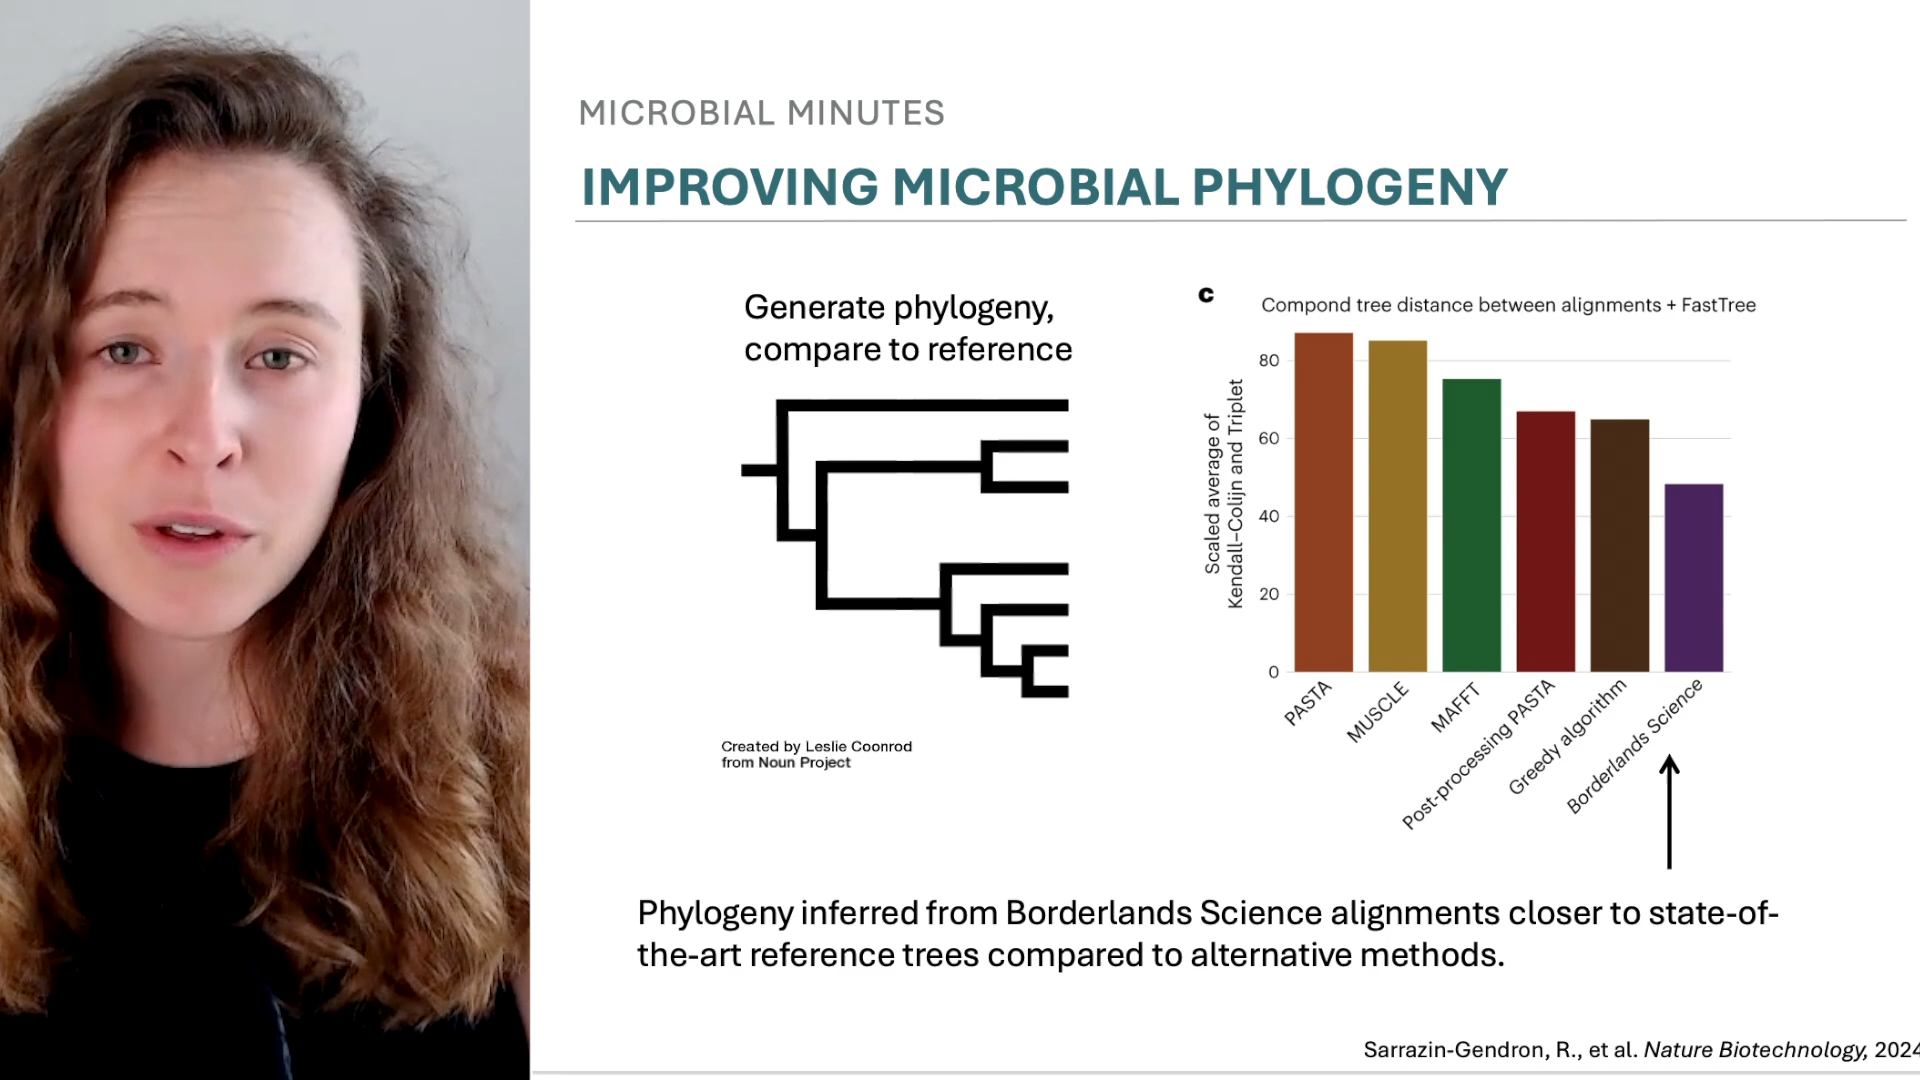 MICROBIAL MINUTES
IMPROVING MICROBIAL PHYLOGENY
Generate phylogeny,
compare to reference
Created by Leslie Coonrod
from Noun Project
c
Compond tree distance between alignments + FastTree
Scaled average of
Kendall–Colijn and Triplet
80
60
40
20
0
PASTA
MUSCLE
MAFFT
Post-processing PASTA
Greedy algorithm
Borderlands Science
Phylogeny inferred from Borderlands Science alignments closer to state-of-
the-art reference trees compared to alternative methods.
Sarrazin-Gendron, R., et al. Nature Biotechnology, 2024